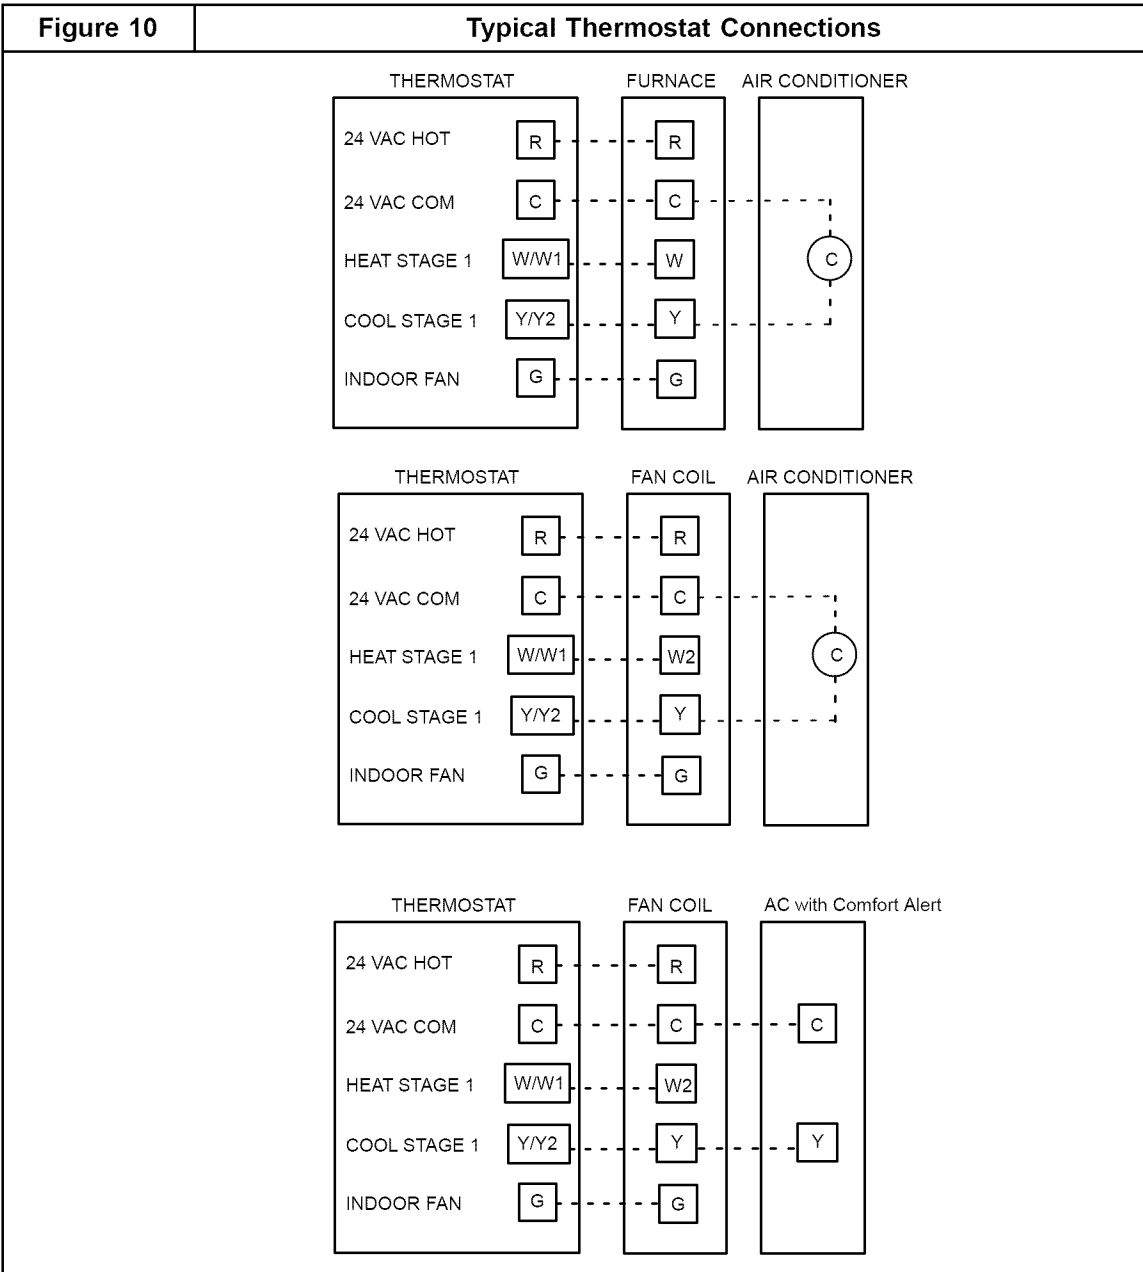 Figure 10 Typical Thermostat Connections
THERMOSTAT FURNACE AIR CONDITIONER
24 VAC HOT R R
24 VAC COM C C
HEAT STAGE 1 W/W1 W C
COOL STAGE 1 Y/Y2 Y
INDOOR FAN G G
THERMOSTAT FAN COIL AIR CONDITIONER
24 VAC HOT R R
24 VAC COM C C
HEAT STAGE 1 W/W1 W2 C
COOL STAGE 1 Y/Y2 Y
INDOOR FAN G G
THERMOSTAT FAN COIL AC with Comfort Alert
24 VAC HOT R R
24 VAC COM C C C
HEAT STAGE 1 W/W1 W2
COOL STAGE 1 Y/Y2 Y Y
INDOOR FAN G G